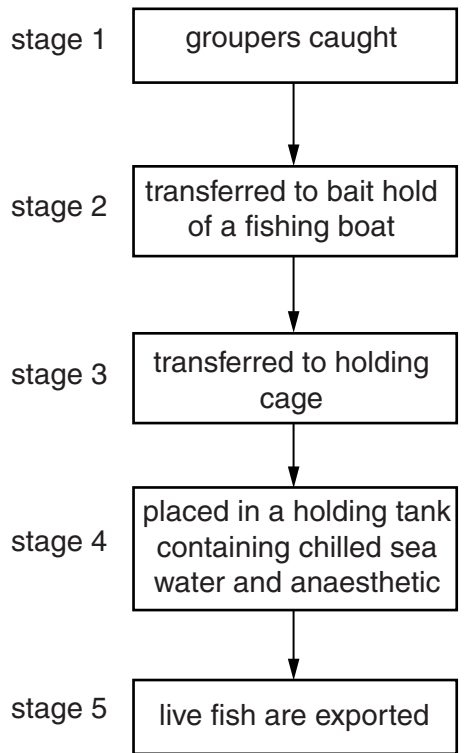 stage 1
groupers caught
stage 2
transferred to bait hold
of a fishing boat
stage 3
transferred to holding
cage
stage 4
placed in a holding tank
containing chilled sea
water and anaesthetic
stage 5
live fish are exported